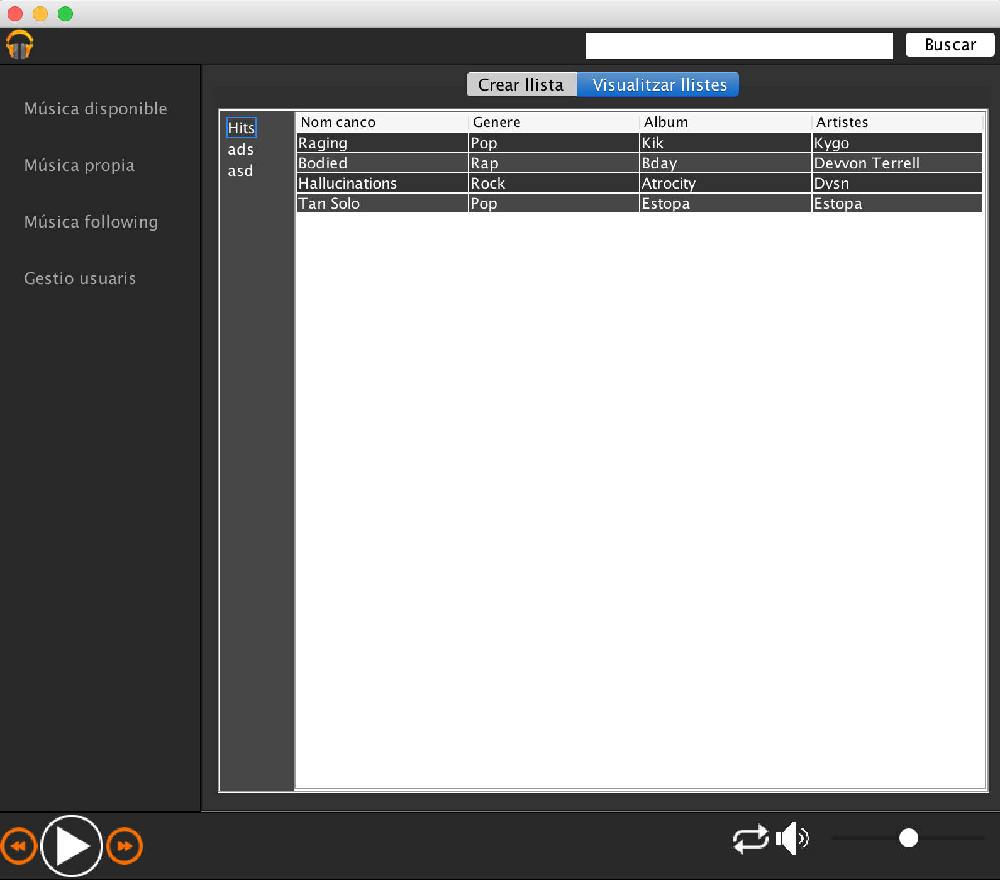 Buscar
Crear llista Visualitzar llistes
Música disponible
Música propia
Música following
Gestio usuaris
Hits
ads
asd
Nom canco Genere Album Artistes
Raging Pop Kik Kygo
Bodied Rap Bday Devvon Terrell
Hallucinations Rock Atrocity Dvsn
Tan Solo Pop Estopa Estopa